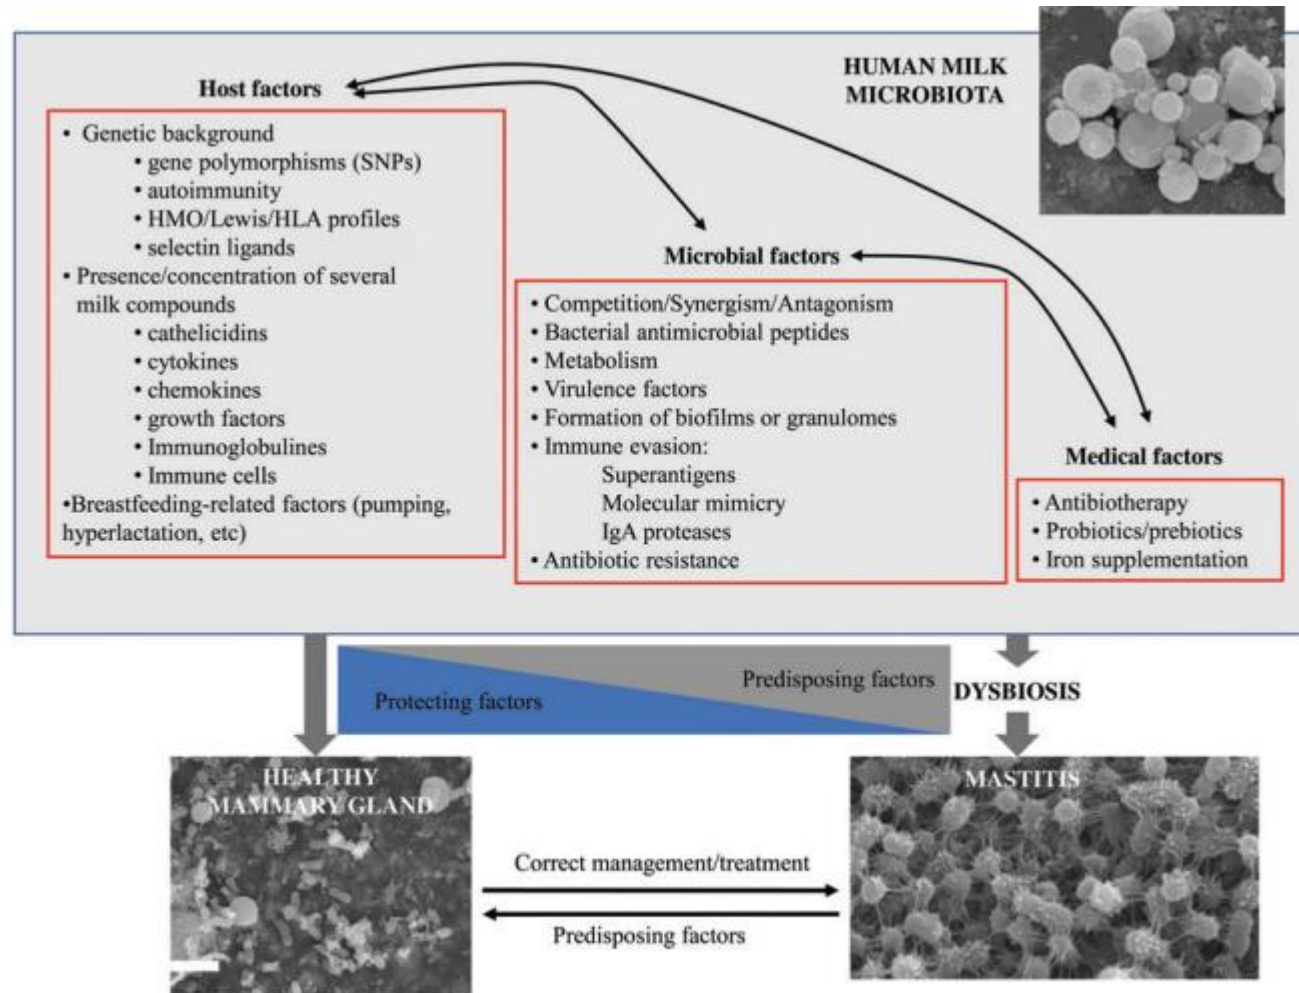 HUMAN MILK
MICROBIOTA
Host factors
• Genetic background
• gene polymorphisms (SNPs)
• autoimmunity
• HMO/Lewis/HLA profiles
• selectin ligands
• Presence/concentration of several
milk compounds
• cathelicidins
• cytokines
• chemokines
• growth factors
• Immunoglobulines
• Immune cells
•Breastfeeding-related factors (pumping,
hyperlactation, etc)
Microbial factors
• Competition/Synergism/Antagonism
• Bacterial antimicrobial peptides
• Metabolism
• Virulence factors
• Formation of biofilms or granulomes
• Immune evasion:
Superantigens
Molecular mimicry
IgA proteases
• Antibiotic resistance
Medical factors
• Antibiotherapy
• Probiotics/prebiotics
• Iron supplementation
Protecting factors
Predisposing factors
DYSBIOSIS
HEALTHY
MAMMARY GLAND
MASTITIS
Correct management/treatment
Predisposing factors